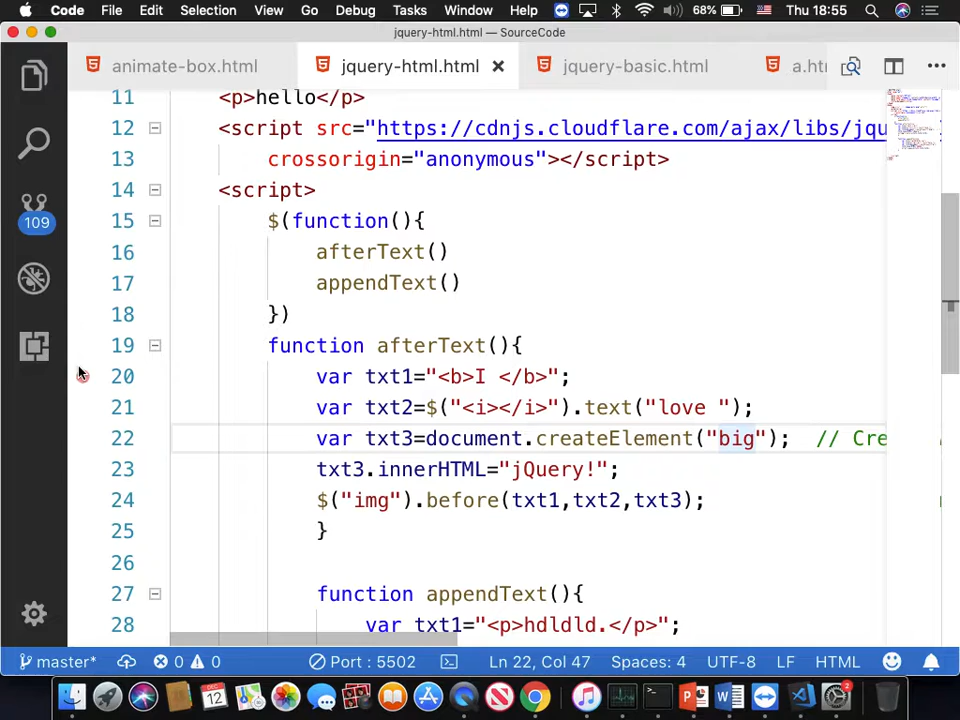 Code File Edit Selection View Go Debug Tasks Window Help 68% Thu 18:55
jquery-html.html — SourceCode
animate-box.html jquery-html.html jquery-basic.html a.ht
11 <p>hello</p>
12 <script src="https://cdnjs.cloudflare.com/ajax/libs/jqu
13 crossorigin="anonymous"></script>
14 <script>
15 $(function(){
16 afterText()
17 appendText()
18 })
19 function afterText(){
20 var txt1="<b>I </b>";
21 var txt2=$("<i></i>").text("love ");
22 var txt3=document.createElement("big"); // Cre
23 txt3.innerHTML="jQuery!";
24 $("img").before(txt1,txt2,txt3);
25 }
26
27 function appendText(){
28 var txt1="<p>hdldld.</p>";
109
master* 0 0 Port : 5502 Ln 22, Col 47 Spaces: 4 UTF-8 LF HTML
DEC
12
2